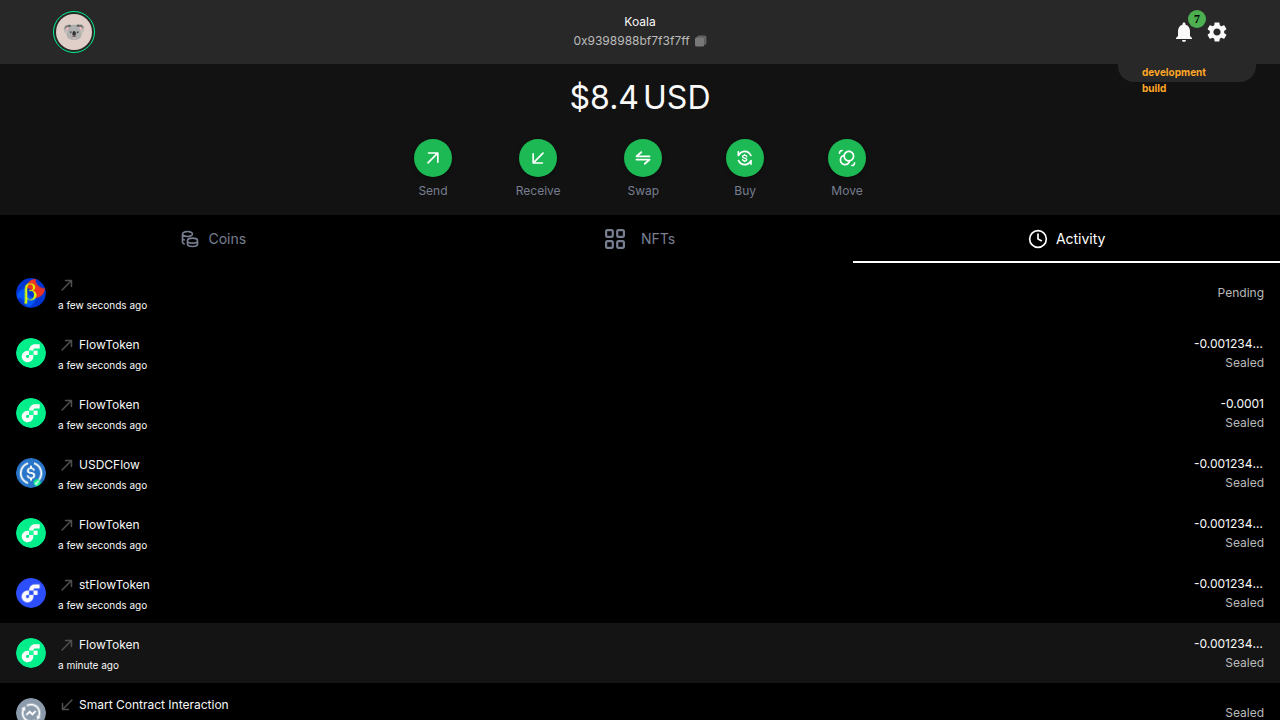 Koala
0x9398988bf7f3f7ff
7
development
build
$8.4 USD
Send
Receive
Swap
Buy
Move
Coins
NFTs
Activity
β
a few seconds ago
Pending
FlowToken
-0.001234...
a few seconds ago
Sealed
FlowToken
-0.0001
a few seconds ago
Sealed
USDCFlow
-0.001234...
a few seconds ago
Sealed
FlowToken
-0.001234...
a few seconds ago
Sealed
stFlowToken
-0.001234...
a few seconds ago
Sealed
FlowToken
-0.001234...
a minute ago
Sealed
Smart Contract Interaction
Sealed